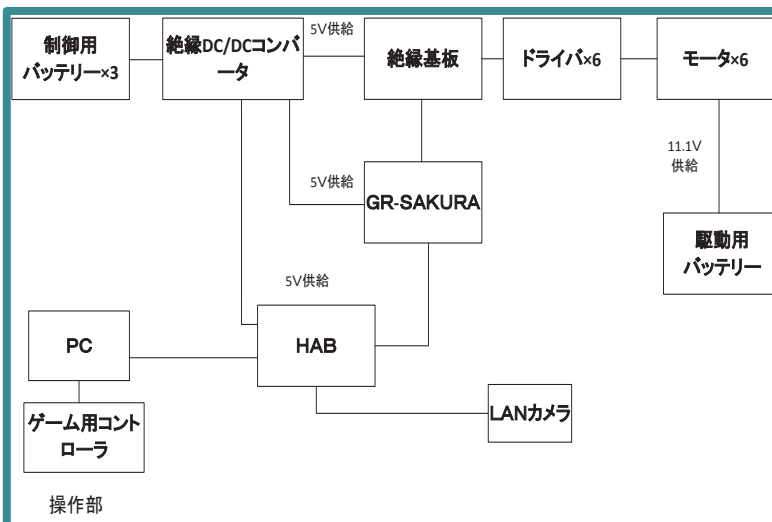 制御用
バッテリー×3
絶縁DC/DCコンバ
ータ
5V供給
絶縁基板
ドライバ×6
モータ×6
11.1V
供給
5V供給
GR-SAKURA
駆動用
バッテリー
5V供給
PC
HAB
LANカメラ
ゲーム用コント
ローラ
操作部